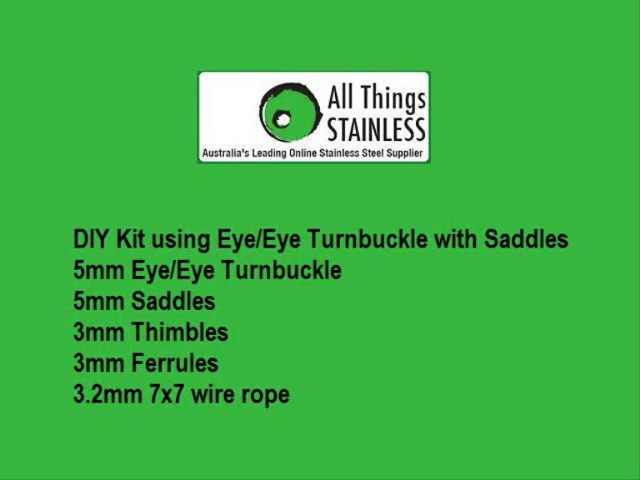 All Things
STAINLESS
Australia's Leading Online Stainless Steel Supplier
DIY Kit using Eye/Eye Turnbuckle with Saddles
5mm Eye/Eye Turnbuckle
5mm Saddles
3mm Thimbles
3mm Ferrules
3.2mm 7x7 wire rope